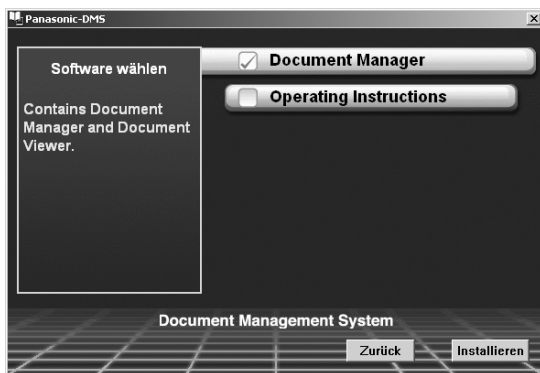 Panasonic-DMS
Software wählen
Contains Document
Manager and Document
Viewer.
Document Manager
Operating Instructions
Document Management System
Zurück
Installieren